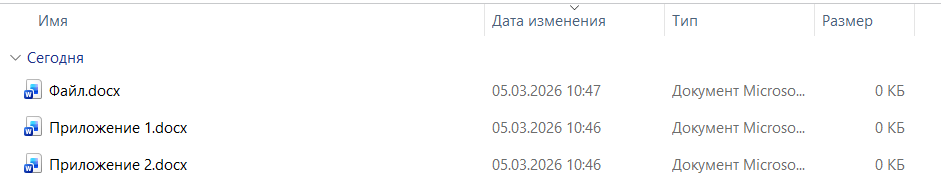 Имя Дата изменения Тип Размер
Сегодня
Файл.docx 05.03.2026 10:47 Документ Microso... 0 КБ
Приложение 1.docx 05.03.2026 10:46 Документ Microso... 0 КБ
Приложение 2.docx 05.03.2026 10:46 Документ Microso... 0 КБ